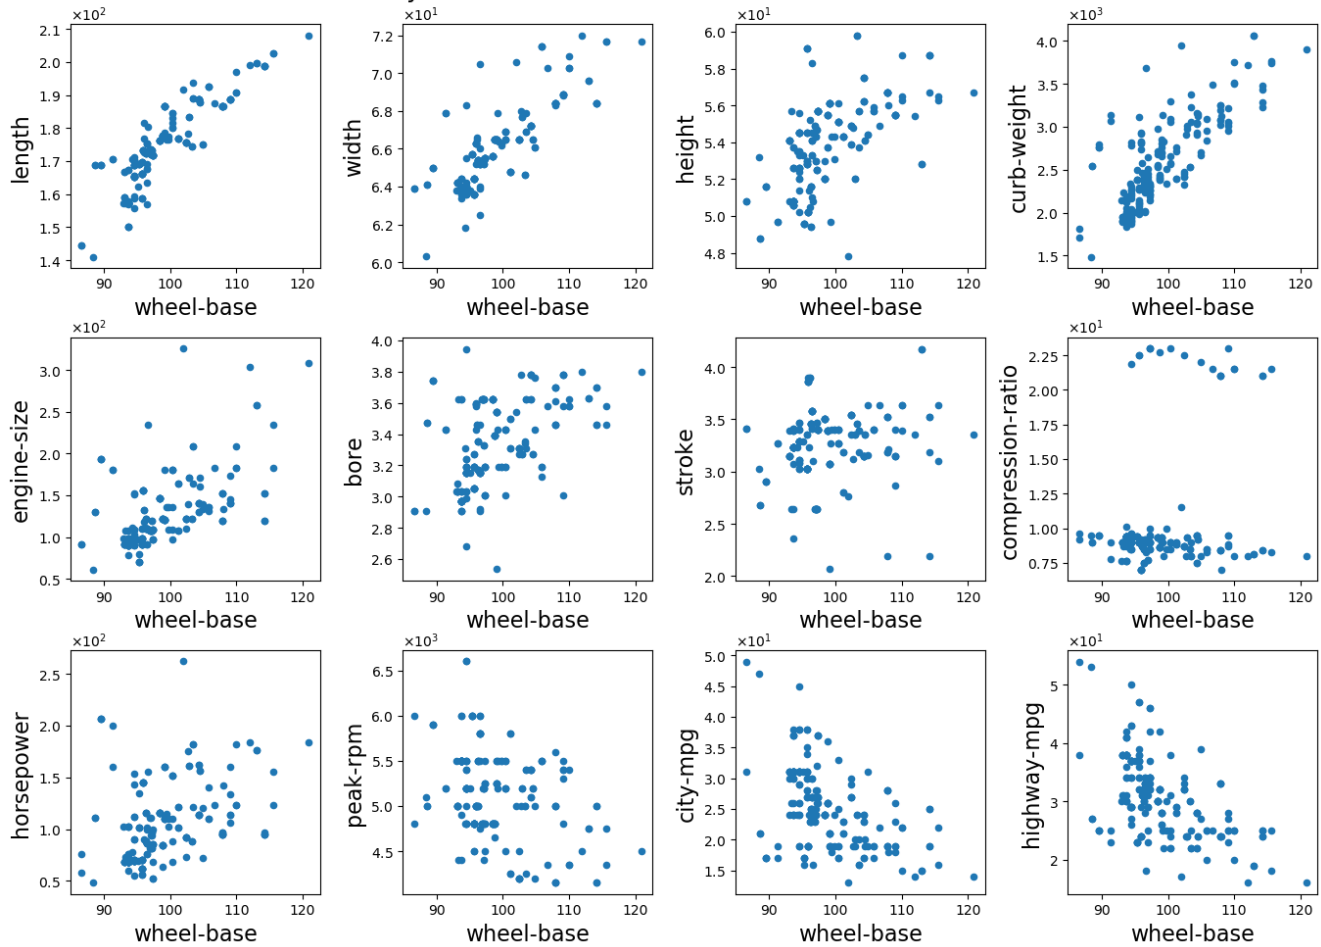 ×10² ×10¹ ×10¹ ×10³
2.1 2.0 1.9 1.8 1.7 1.6 1.5 1.4
length
90 100 110 120
wheel-base
7.2 7.0 6.8 6.6 6.4 6.2 6.0
width
90 100 110 120
wheel-base
6.0 5.8 5.6 5.4 5.2 5.0 4.8
height
90 100 110 120
wheel-base
4.0 3.5 3.0 2.5 2.0 1.5
curb-weight
90 100 110 120
wheel-base
×10²
3.0 2.5 2.0 1.5 1.0 0.5
engine-size
90 100 110 120
wheel-base
4.0 3.8 3.6 3.4 3.2 3.0 2.8 2.6
bore
90 100 110 120
wheel-base
4.0 3.5 3.0 2.5 2.0
stroke
90 100 110 120
wheel-base
×10¹
2.25 2.00 1.75 1.50 1.25 1.00 0.75
compression-ratio
90 100 110 120
wheel-base
×10²
2.5 2.0 1.5 1.0 0.5
horsepower
90 100 110 120
wheel-base
×10³
6.5 6.0 5.5 5.0 4.5
peak-rpm
90 100 110 120
wheel-base
×10¹
5.0 4.5 4.0 3.5 3.0 2.5 2.0 1.5
city-mpg
90 100 110 120
wheel-base
×10¹
5 4 3 2
highway-mpg
90 100 110 120
wheel-base